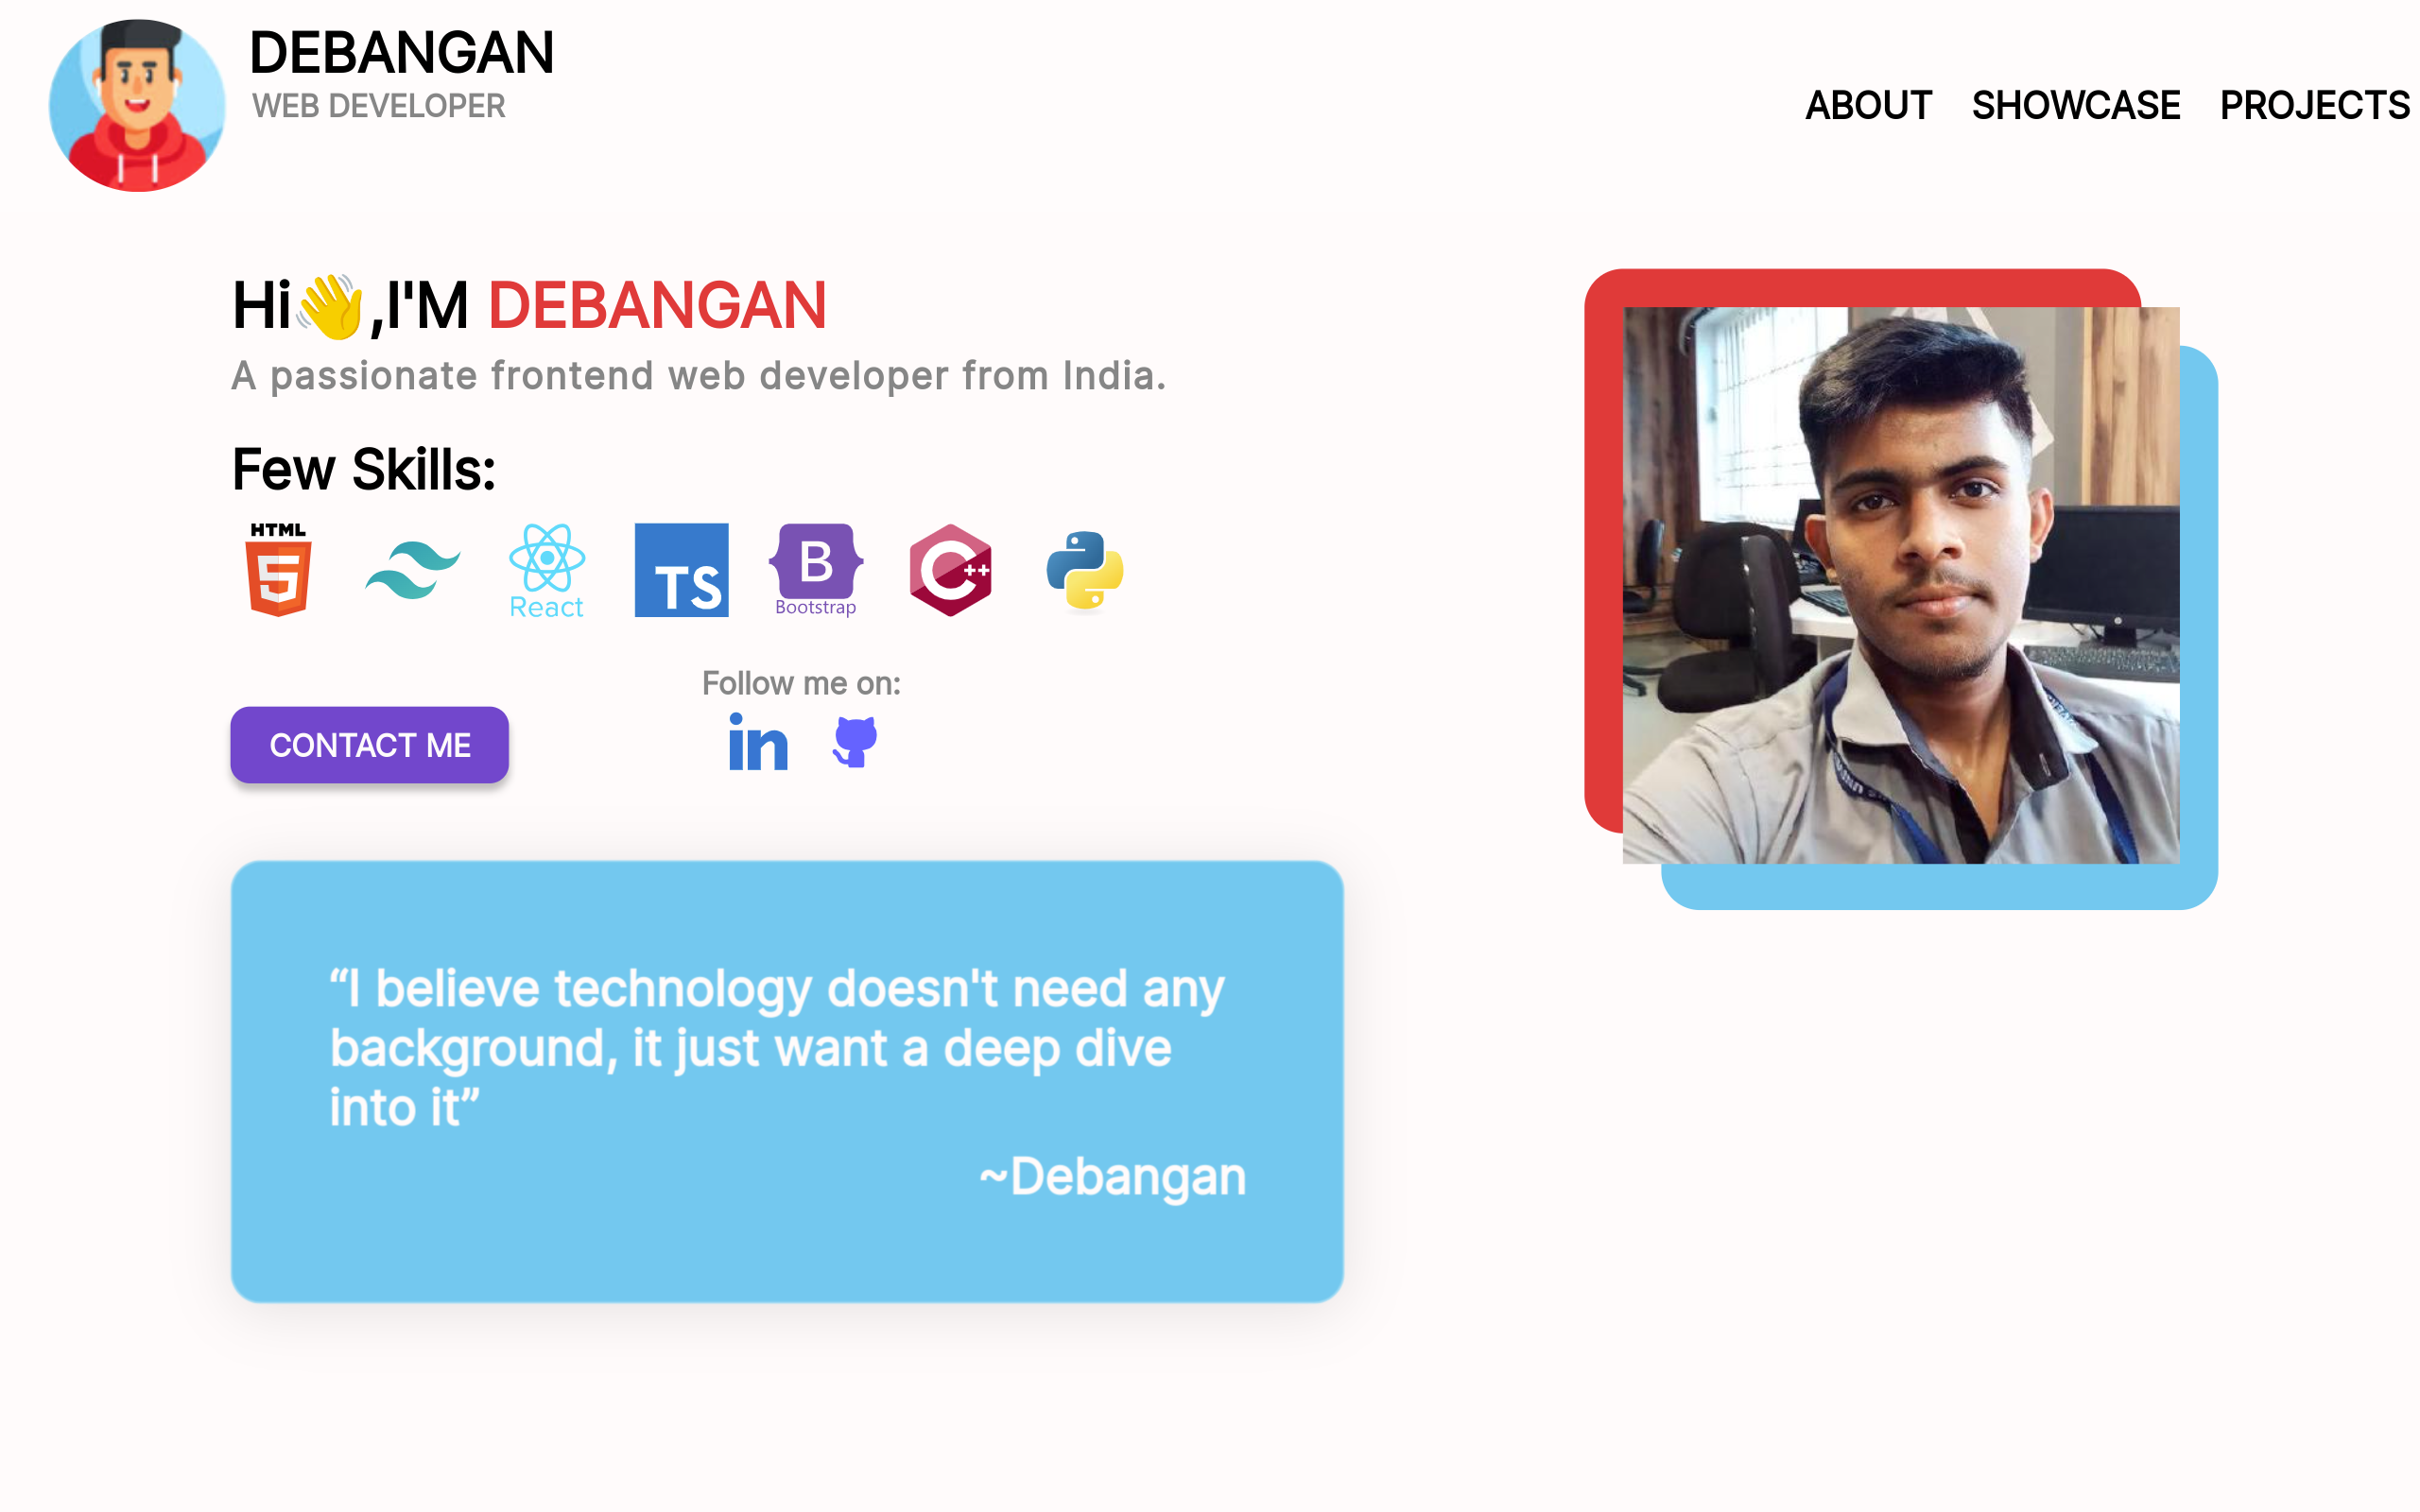 DEBANGAN
WEB DEVELOPER
ABOUT SHOWCASE PROJECTS
Hi👋,I'M DEBANGAN
A passionate frontend web developer from India.
Few Skills:
HTML
5
React
TS
B
Bootstrap
C++
Follow me on:
CONTACT ME
in
“I believe technology doesn't need any
background, it just want a deep dive
into it”
~Debangan